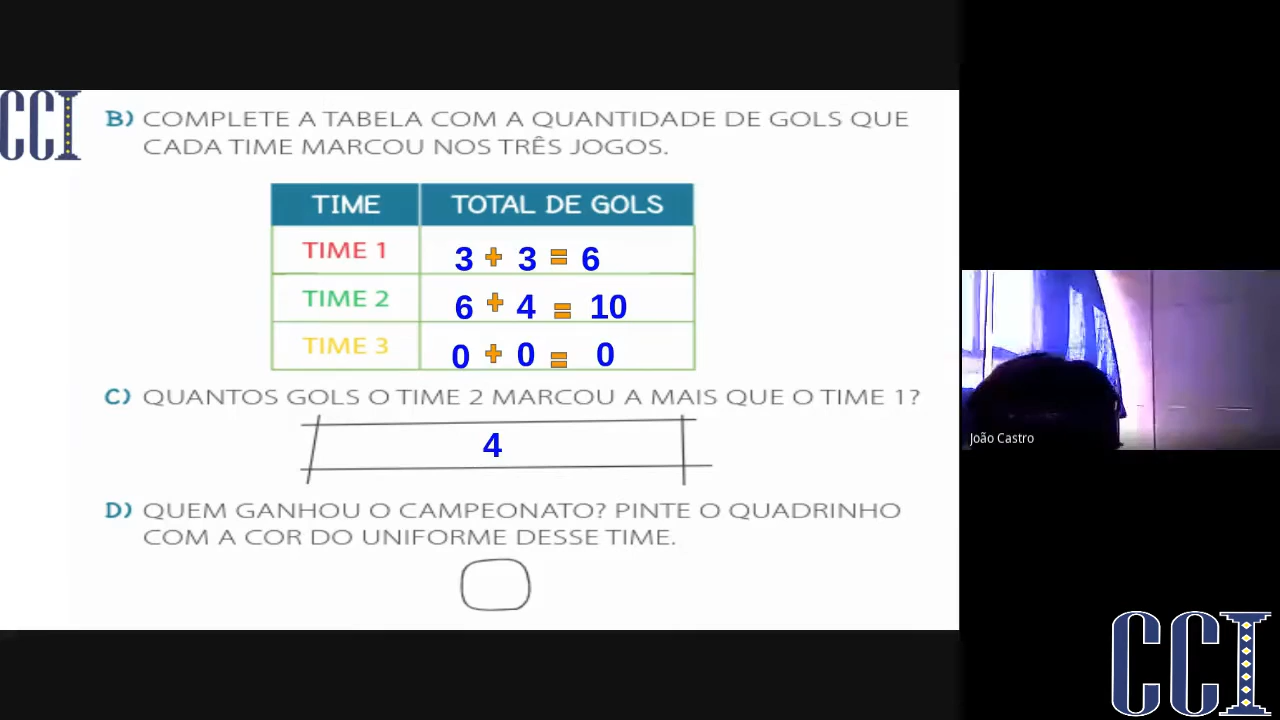 CCI
B) COMPLETE A TABELA COM A QUANTIDADE DE GOLS QUE
CADA TIME MARCOU NOS TRÊS JOGOS.
TIME TOTAL DE GOLS
TIME 1 3 + 3 = 6
TIME 2 6 + 4 = 10
TIME 3 0 + 0 = 0
C) QUANTOS GOLS O TIME 2 MARCOU A MAIS QUE O TIME 1?
4
D) QUEM GANHOU O CAMPEONATO? PINTE O QUADRINHO
COM A COR DO UNIFORME DESSE TIME.
João Castro
CCI